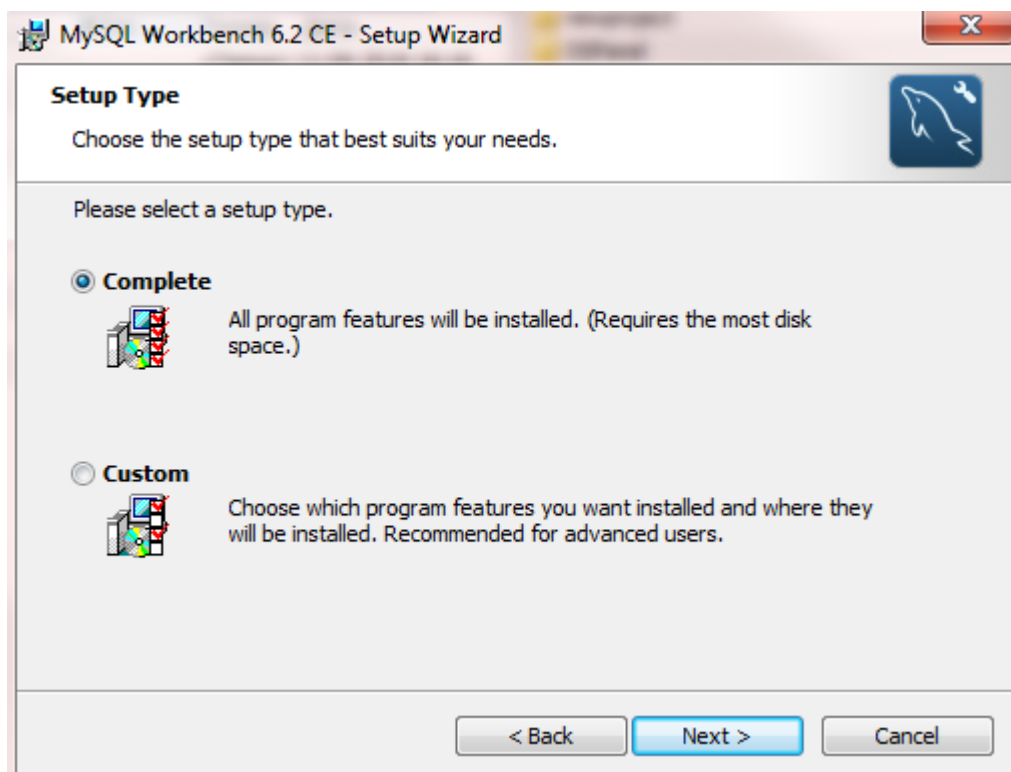 MySQL Workbench 6.2 CE - Setup Wizard
Setup Type
Choose the setup type that best suits your needs.
Please select a setup type.
Complete
All program features will be installed. (Requires the most disk
space.)
Custom
Choose which program features you want installed and where they
will be installed. Recommended for advanced users.
< Back
Next >
Cancel